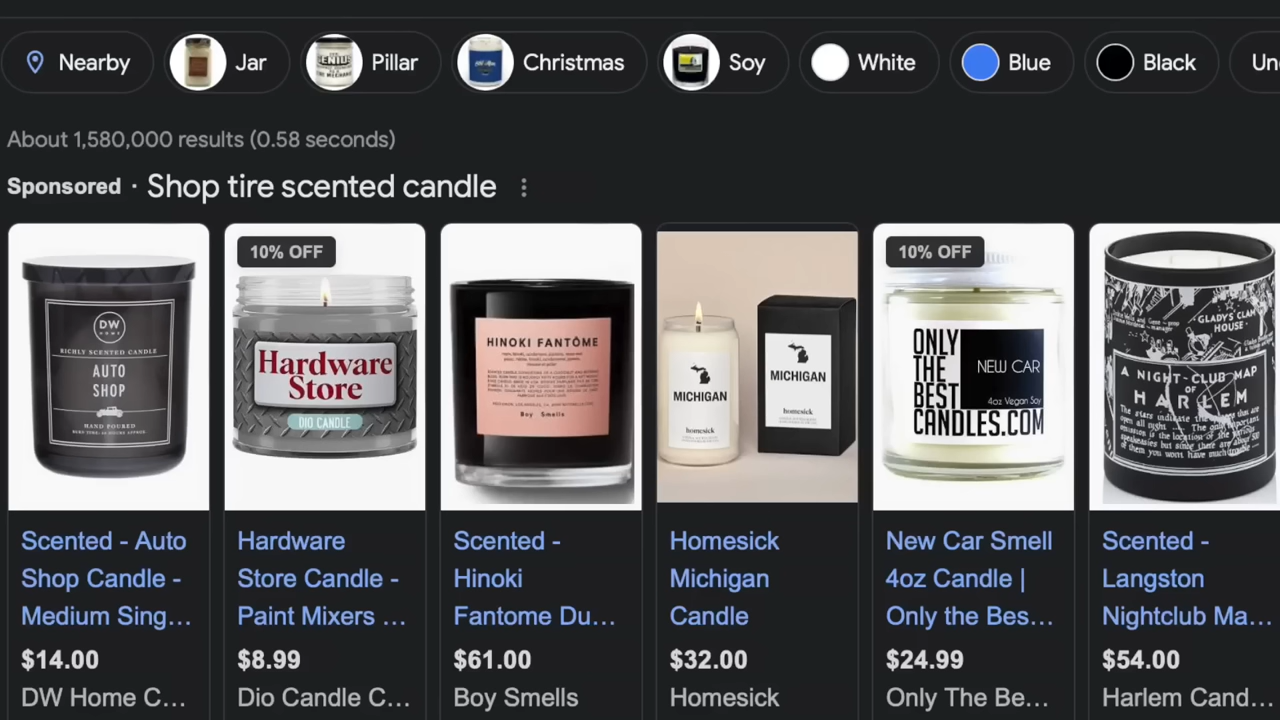 Nearby
Jar
Pillar
Christmas
Soy
White
Blue
Black
About 1,580,000 results (0.58 seconds)
Sponsored · Shop tire scented candle
DW
HOME
RICHLY SCENTED CANDLE
AUTO
SHOP
HAND POURED
10% OFF
Hardware
Store
DIO CANDLE
HINOKI FANTÔME
Boy Smells
MICHIGAN
homesick
MICHIGAN
homesick
10% OFF
ONLY
THE
BEST
CANDLES.COM
NEW CAR
4oz Vegan Soy
GLADY'S CLAM
HOUSE
A NIGHT-CLUB MAP
OF
HARLEM
Scented - Auto
Shop Candle -
Medium Sing...
$14.00
DW Home C...
Hardware
Store Candle -
Paint Mixers ...
$8.99
Dio Candle C...
Scented -
Hinoki
Fantome Du...
$61.00
Boy Smells
Homesick
Michigan
Candle
$32.00
Homesick
New Car Smell
4oz Candle |
Only the Bes...
$24.99
Only The Be...
Scented -
Langston
Nightclub Ma...
$54.00
Harlem Cand...